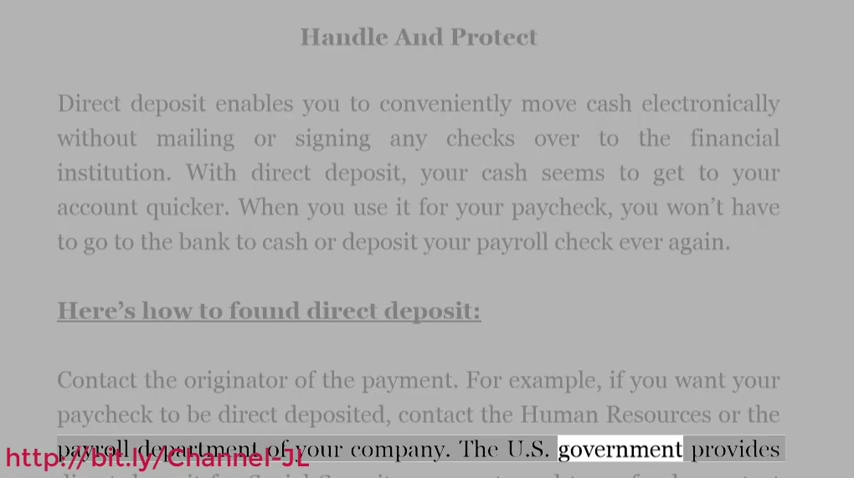 Handle And Protect
Direct deposit enables you to conveniently move cash electronically
without mailing or signing any checks over to the financial
institution. With direct deposit, your cash seems to get to your
account quicker. When you use it for your paycheck, you won’t have
to go to the bank to cash or deposit your payroll check ever again.
Here’s how to found direct deposit:
Contact the originator of the payment. For example, if you want your
paycheck to be direct deposited, contact the Human Resources or the
payroll department of your company. The U.S. government provides
http://bit.ly/Channel-JL